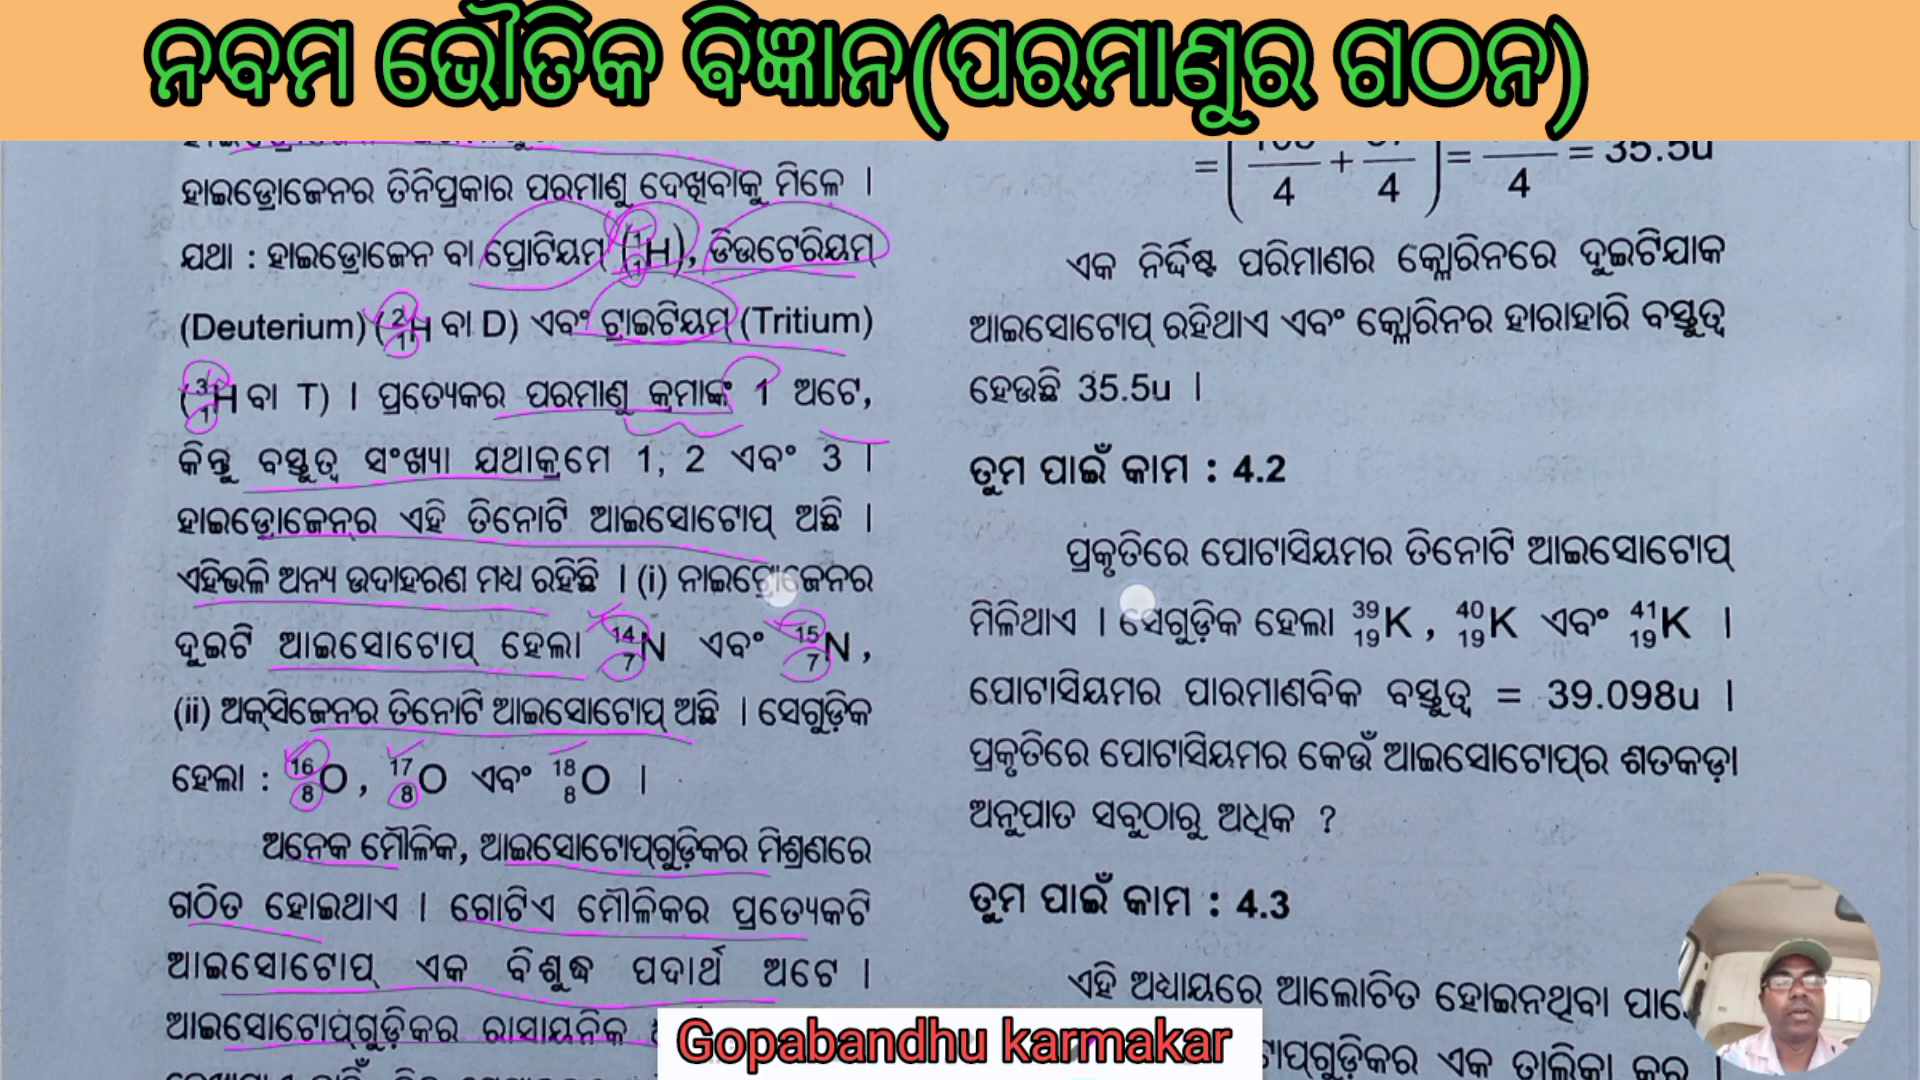 ନବମ ଭୌତିକ ବିଜ୍ଞାନ(ପରମାଣୁର ଗଠନ)
ହାଇଡ୍ରୋଜେନର ତିନିପ୍ରକାର ପରମାଣୁ ଦେଖିବାକୁ ମିଳେ ।
ଯଥା : ହାଇଡ୍ରୋଜେନ ବା ପ୍ରୋଟିୟମ୍ (¹₁H), ଡିଉଟେରିୟମ୍
(Deuterium) (²₁H ବା D) ଏବଂ ଟ୍ରାଇଟିୟମ୍ (Tritium)
(³₁H ବା T) । ପ୍ରତ୍ୟେକର ପରମାଣୁ କ୍ରମାଙ୍କ 1 ଅଟେ,
କିନ୍ତୁ ବସ୍ତୁତ୍ୱ ସଂଖ୍ୟା ଯଥାକ୍ରମେ 1, 2 ଏବଂ 3 ।
ହାଇଡ୍ରୋଜେନ୍‌ର ଏହି ତିନୋଟି ଆଇସୋଟୋପ୍ ଅଛି ।
ଏହିଭଳି ଅନ୍ୟ ଉଦାହରଣ ମଧ୍ୟ ରହିଛି । (i) ନାଇଟ୍ରୋଜେନର
ଦୁଇଟି ଆଇସୋଟୋପ୍ ହେଲା ¹⁴₇N ଏବଂ ¹⁵₇N ,
(ii) ଅକ୍‌ସିଜେନର ତିନୋଟି ଆଇସୋଟୋପ୍ ଅଛି । ସେଗୁଡ଼ିକ
ହେଲା : ¹⁶₈O , ¹⁷₈O ଏବଂ ¹⁸₈O ।
ଅନେକ ମୌଳିକ, ଆଇସୋଟୋପ୍‌ଗୁଡ଼ିକର ମିଶ୍ରଣରେ
ଗଠିତ ହୋଇଥାଏ । ଗୋଟିଏ ମୌଳିକର ପ୍ରତ୍ୟେକଟି
ଆଇସୋଟୋପ୍ ଏକ ବିଶୁଦ୍ଧ ପଦାର୍ଥ ଅଟେ ।
ଆଇସୋଟୋପ୍‌ଗୁଡ଼ିକର ରାସାୟନିକ
4 + 4 = 4 = 35.5u
ଏକ ନିର୍ଦ୍ଦିଷ୍ଟ ପରିମାଣର କ୍ଲୋରିନରେ ଦୁଇଟିଯାକ
ଆଇସୋଟୋପ୍ ରହିଥାଏ ଏବଂ କ୍ଲୋରିନର ହାରାହାରି ବସ୍ତୁତ୍ୱ
ହେଉଛି 35.5u ।
ତୁମ ପାଇଁ କାମ : 4.2
ପ୍ରକୃତିରେ ପୋଟାସିୟମର ତିନୋଟି ଆଇସୋଟୋପ୍
ମିଳିଥାଏ । ସେଗୁଡ଼ିକ ହେଲା ³⁹₁₉K , ⁴⁰₁₉K ଏବଂ ⁴¹₁₉K ।
ପୋଟାସିୟମର ପାରମାଣବିକ ବସ୍ତୁତ୍ୱ = 39.098u ।
ପ୍ରକୃତିରେ ପୋଟାସିୟମର କେଉଁ ଆଇସୋଟୋପ୍‌ର ଶତକଡ଼ା
ଅନୁପାତ ସବୁଠାରୁ ଅଧିକ ?
ତୁମ ପାଇଁ କାମ : 4.3
ଏହି ଅଧ୍ୟାୟରେ ଆଲୋଚିତ ହୋଇନଥିବା
ଏକ ତାଲିକା କର ।
Gopabandhu karmakar